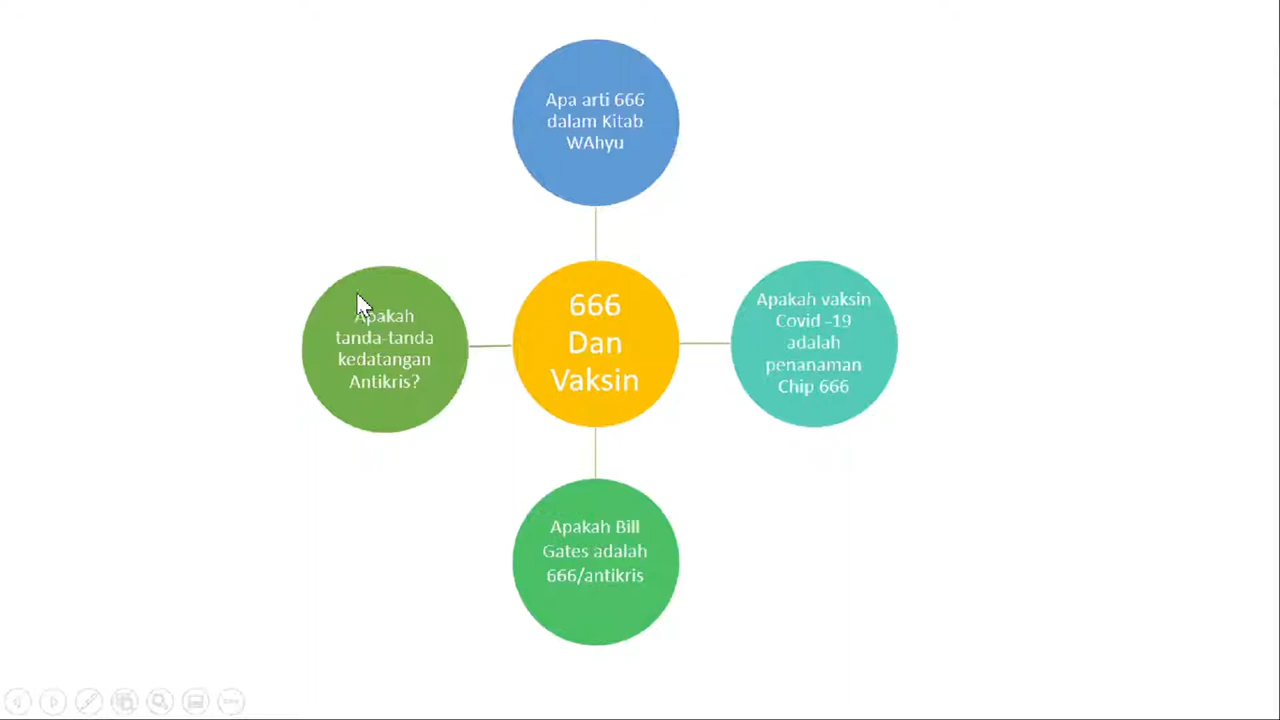 Apa arti 666
dalam Kitab
WAhyu
Apakah
tanda-tanda
kedatangan
Antikris?
666
Dan
Vaksin
Apakah vaksin
Covid -19
adalah
penanaman
Chip 666
Apakah Bill
Gates adalah
666/antikris